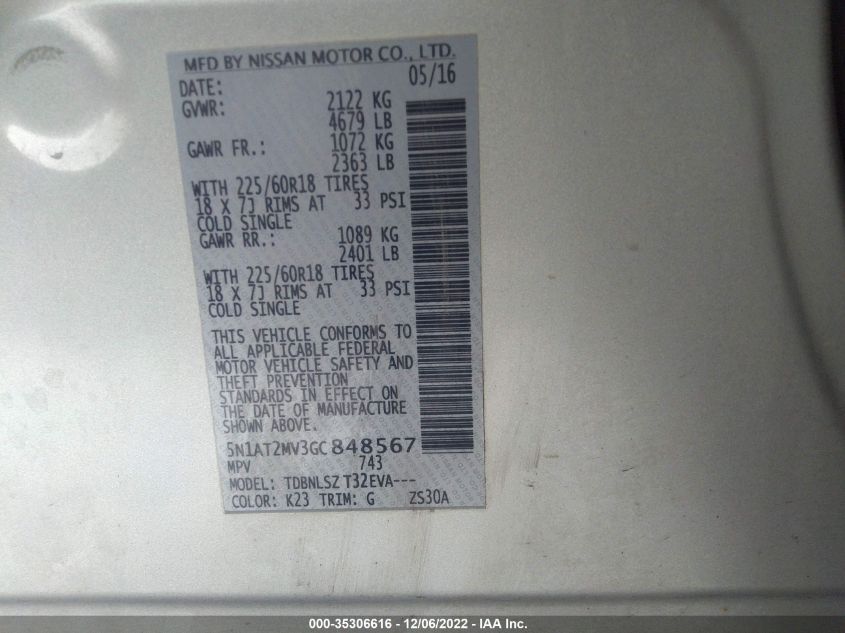 MFD BY NISSAN MOTOR CO., LTD.
DATE: 05/16
GVWR: 2122 KG
4679 LB
GAWR FR.: 1072 KG
2363 LB
WITH 225/60R18 TIRES
18 X 7J RIMS AT 33 PSI
COLD SINGLE
GAWR RR.: 1089 KG
2401 LB
WITH 225/60R18 TIRES
18 X 7J RIMS AT 33 PSI
COLD SINGLE
THIS VEHICLE CONFORMS TO
ALL APPLICABLE FEDERAL
MOTOR VEHICLE SAFETY AND
THEFT PREVENTION
STANDARDS IN EFFECT ON
THE DATE OF MANUFACTURE
SHOWN ABOVE.
5N1AT2MV3GC848567
MPV 743
MODEL: TDBNLSZ T32EVA---
COLOR: K23 TRIM: G ZS30A
000-35306616 - 12/06/2022 - IAA Inc.